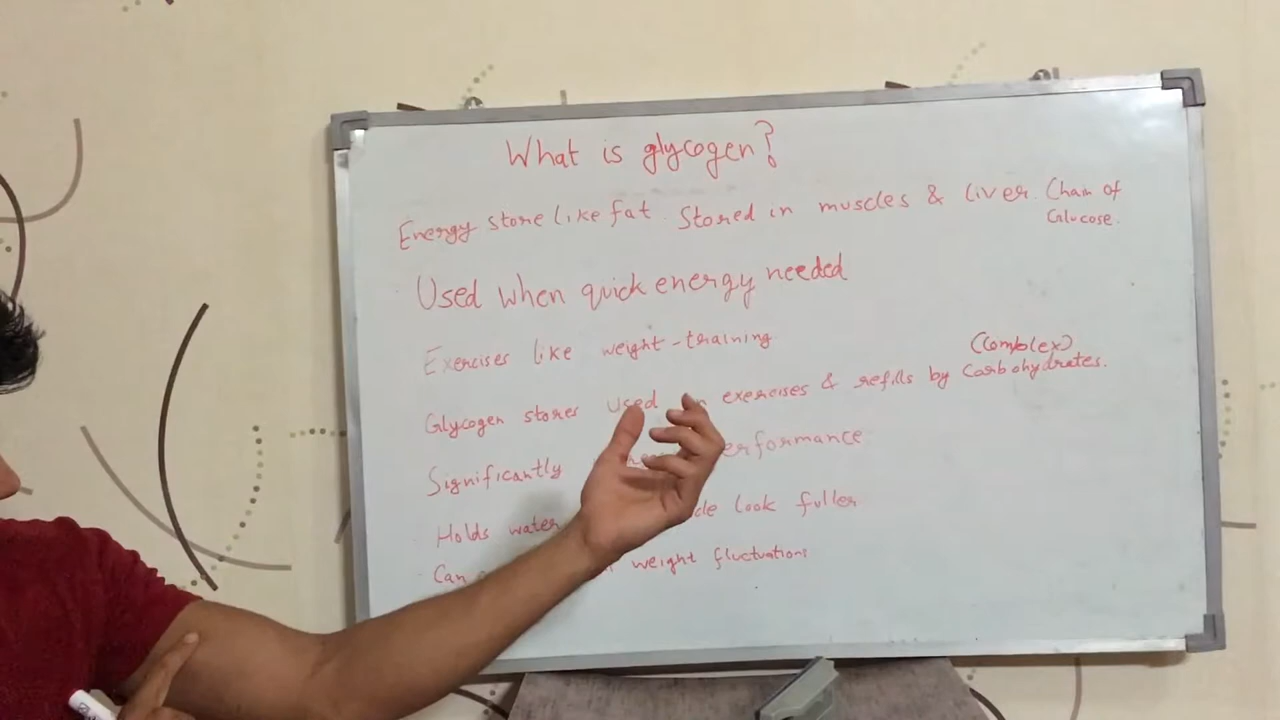 What is glycogen?
Energy store like fat. Stored in muscles & Liver. Chain of
Galucose.
Used when quick energy needed
Exercises like weight-training
(Complex)
Glycogen stores used exercises & refills by Carbohydrates.
Significantly erformance
Holds water look fuller
Can weight fluctuations